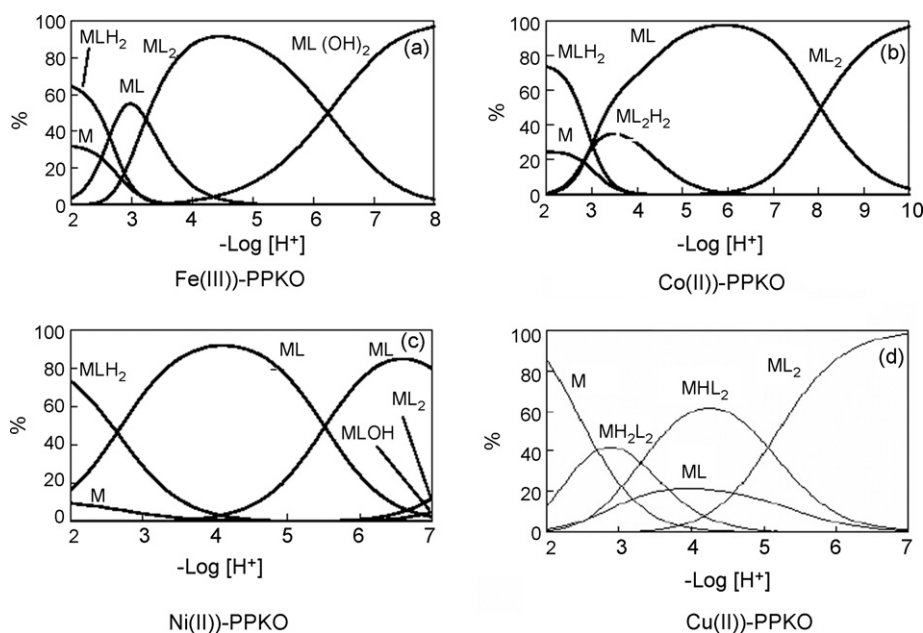 100
80
60
40
20
0
%
MLH₂
ML
M
ML₂
ML (OH)₂
(a)
2 3 4 5 6 7 8
-Log [H⁺]
Fe(III))-PPKO
100
80
60
40
20
0
%
MLH₂
M
ML
ML₂H₂
ML₂
(b)
2 3 4 5 6 7 8 9 10
-Log [H⁺]
Co(II))-PPKO
100
80
60
40
20
0
%
MLH₂
M
ML
ML
ML₂
MLOH
(c)
2 3 4 5 6 7
-Log [H⁺]
Ni(II))-PPKO
100
80
60
40
20
0
%
M
MH₂L₂
MHL₂
ML
ML₂
(d)
2 3 4 5 6 7
-Log [H⁺]
Cu(II))-PPKO